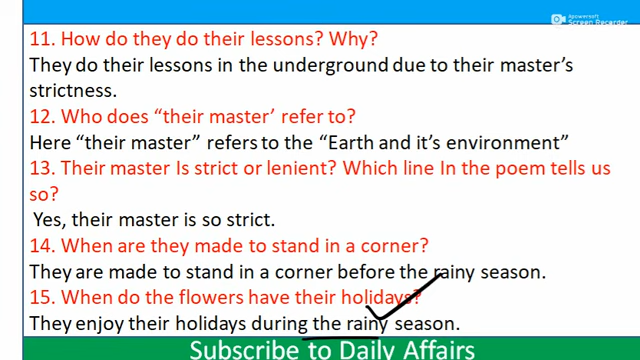 Apowersoft
Screen Recorder
11. How do they do their lessons? Why?
They do their lessons in the underground due to their master's
strictness.
12. Who does “their master’ refer to?
Here “their master” refers to the “Earth and it’s environment”
13. Their master Is strict or lenient? Which line In the poem tells us
so?
Yes, their master is so strict.
14. When are they made to stand in a corner?
They are made to stand in a corner before the rainy season.
15. When do the flowers have their holidays?
They enjoy their holidays during the rainy season.
Subscribe to Daily Affairs